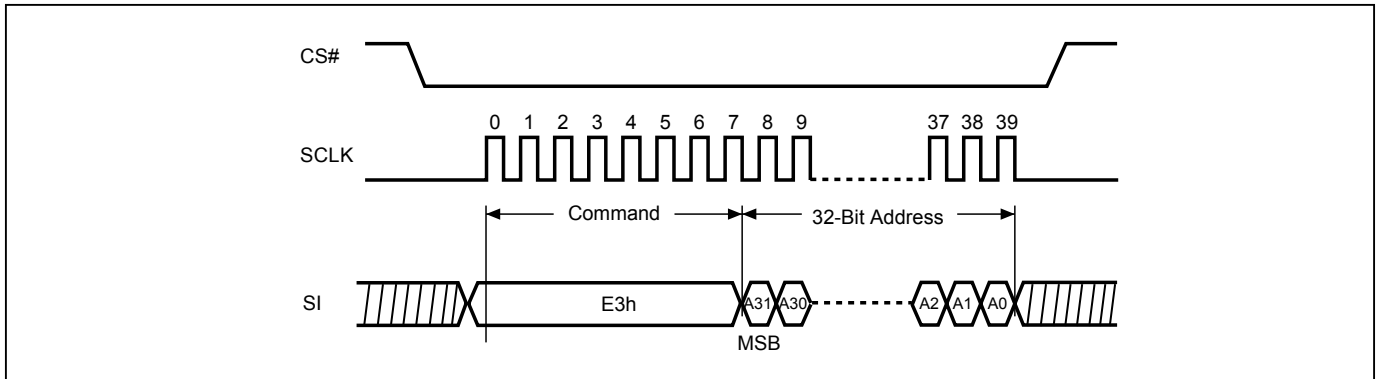 CS#
0 1 2 3 4 5 6 7 8 9 37 38 39
SCLK
Command 32-Bit Address
SI E3h A31 A30 A2 A1 A0
MSB